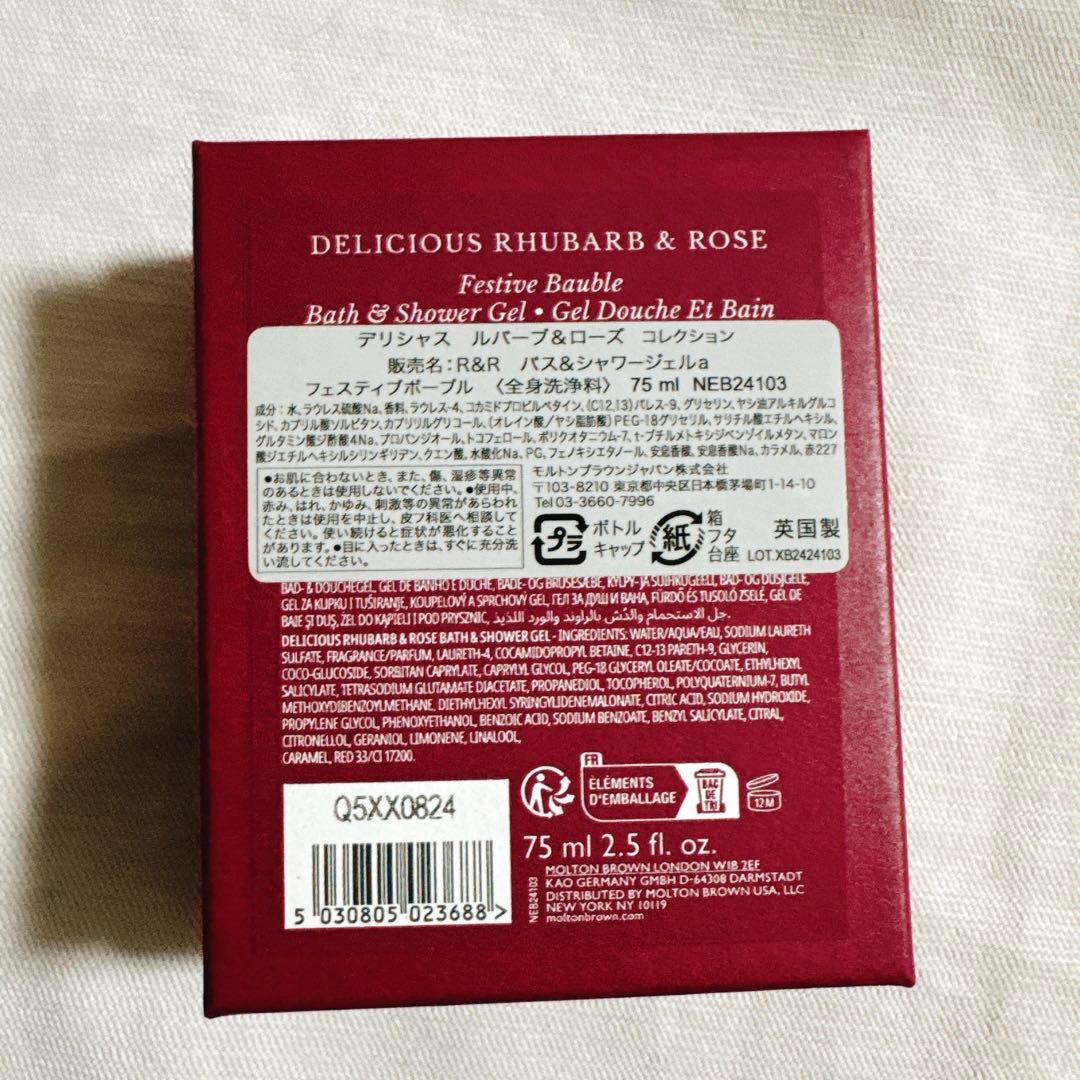 DELICIOUS RHUBARB & ROSE
Festive Bauble
Bath & Shower Gel • Gel Douche Et Bain
デリシャス ルバーブ&ローズ コレクション
販売名:R&R バス&シャワージェルa
フェスティブボーブル 〈全身洗浄料〉 75 ml NEB24103
成分:水、ラウレス硫酸Na、香料、ラウレス-4、コカミドプロピルベタイン、(C12,13)パレス-9、グリセリン、ヤシ油アルキルグルコ
シド、カプリル酸ソルビタン、カプリリルグリコール、(オレイン酸/ヤシ脂肪酸)PEG-18グリセリル、サリチル酸エチルヘキシル、
グルタミン酸ジ酢酸4Na、プロパンジオール、トコフェロール、ポリクオタニウム-7、t-ブチルメトキシジベンゾイルメタン、マロン
酸ジエチルヘキシルシリンギリデン、クエン酸、水酸化Na、PG、フェノキシエタノール、安息香酸、安息香酸Na、カラメル、赤227
●お肌に合わないとき、また、傷、湿疹等異常
のあるときは使用しないでください。●使用中、
赤み、はれ、かゆみ、刺激等の異常があらわれ
たときは使用を中止し、皮フ科医へ相談して
ください。使い続けると症状が悪化すること
があります。●目に入ったときは、すぐに充分洗
い流してください。
モルトンブラウンジャパン株式会社
〒103-8210 東京都中央区日本橋茅場町1-14-10
Tel 03-3660-7996
プラ ボトル キャップ
紙 箱 フタ 台座
英国製
LOT.XB2424103
BAD- & DOUCHEGEL, GEL DE BANHO E DUCHE, BADE- OG BRUSESÆBE, KYLPY- JA SUIHKUGEELI, BAD- OG DUSJGELE,
GEL ZA KUPKU I TUŠIRANJE, KOUPELOVÝ A SPRCHOVÝ GEL, ГЕЛ ЗА ДУШ И ВАНА, FÜRDŐ ÉS TUSOLÓ ZSELÉ, GEL DE
BAIE ȘI DUȘ, ŻEL DO KĄPIELI I POD PRYSZNIC, جل الاستحمام والدُش بالراوند والورد اللذيذ.
DELICIOUS RHUBARB & ROSE BATH & SHOWER GEL - INGREDIENTS: WATER/AQUA/EAU, SODIUM LAURETH
SULFATE, FRAGRANCE/PARFUM, LAURETH-4, COCAMIDOPROPYL BETAINE, C12-13 PARETH-9, GLYCERIN,
COCO-GLUCOSIDE, SORBITAN CAPRYLATE, CAPRYLYL GLYCOL, PEG-18 GLYCERYL OLEATE/COCOATE, ETHYLHEXYL
SALICYLATE, TETRASODIUM GLUTAMATE DIACETATE, PROPANEDIOL, TOCOPHEROL, POLYQUATERNIUM-7, BUTYL
METHOXYDIBENZOYLMETHANE, DIETHYLHEXYL SYRINGYLIDENEMALONATE, CITRIC ACID, SODIUM HYDROXIDE,
PROPYLENE GLYCOL, PHENOXYETHANOL, BENZOIC ACID, SODIUM BENZOATE, BENZYL SALICYLATE, CITRAL,
CITRONELLOL, GERANIOL, LIMONENE, LINALOOL,
CARAMEL, RED 33/CI 17200.
Q5XX0824
5 030805 023688 >
FR
ÉLÉMENTS
D'EMBALLAGE
BAC
DE
TRI
12 M
75 ml 2.5 fl. oz.
MOLTON BROWN LONDON W1B 2EF
KAO GERMANY GMBH D-64308 DARMSTADT
DISTRIBUTED BY MOLTON BROWN USA, LLC
NEW YORK NY 10119
moltonbrown.com
NEB24103